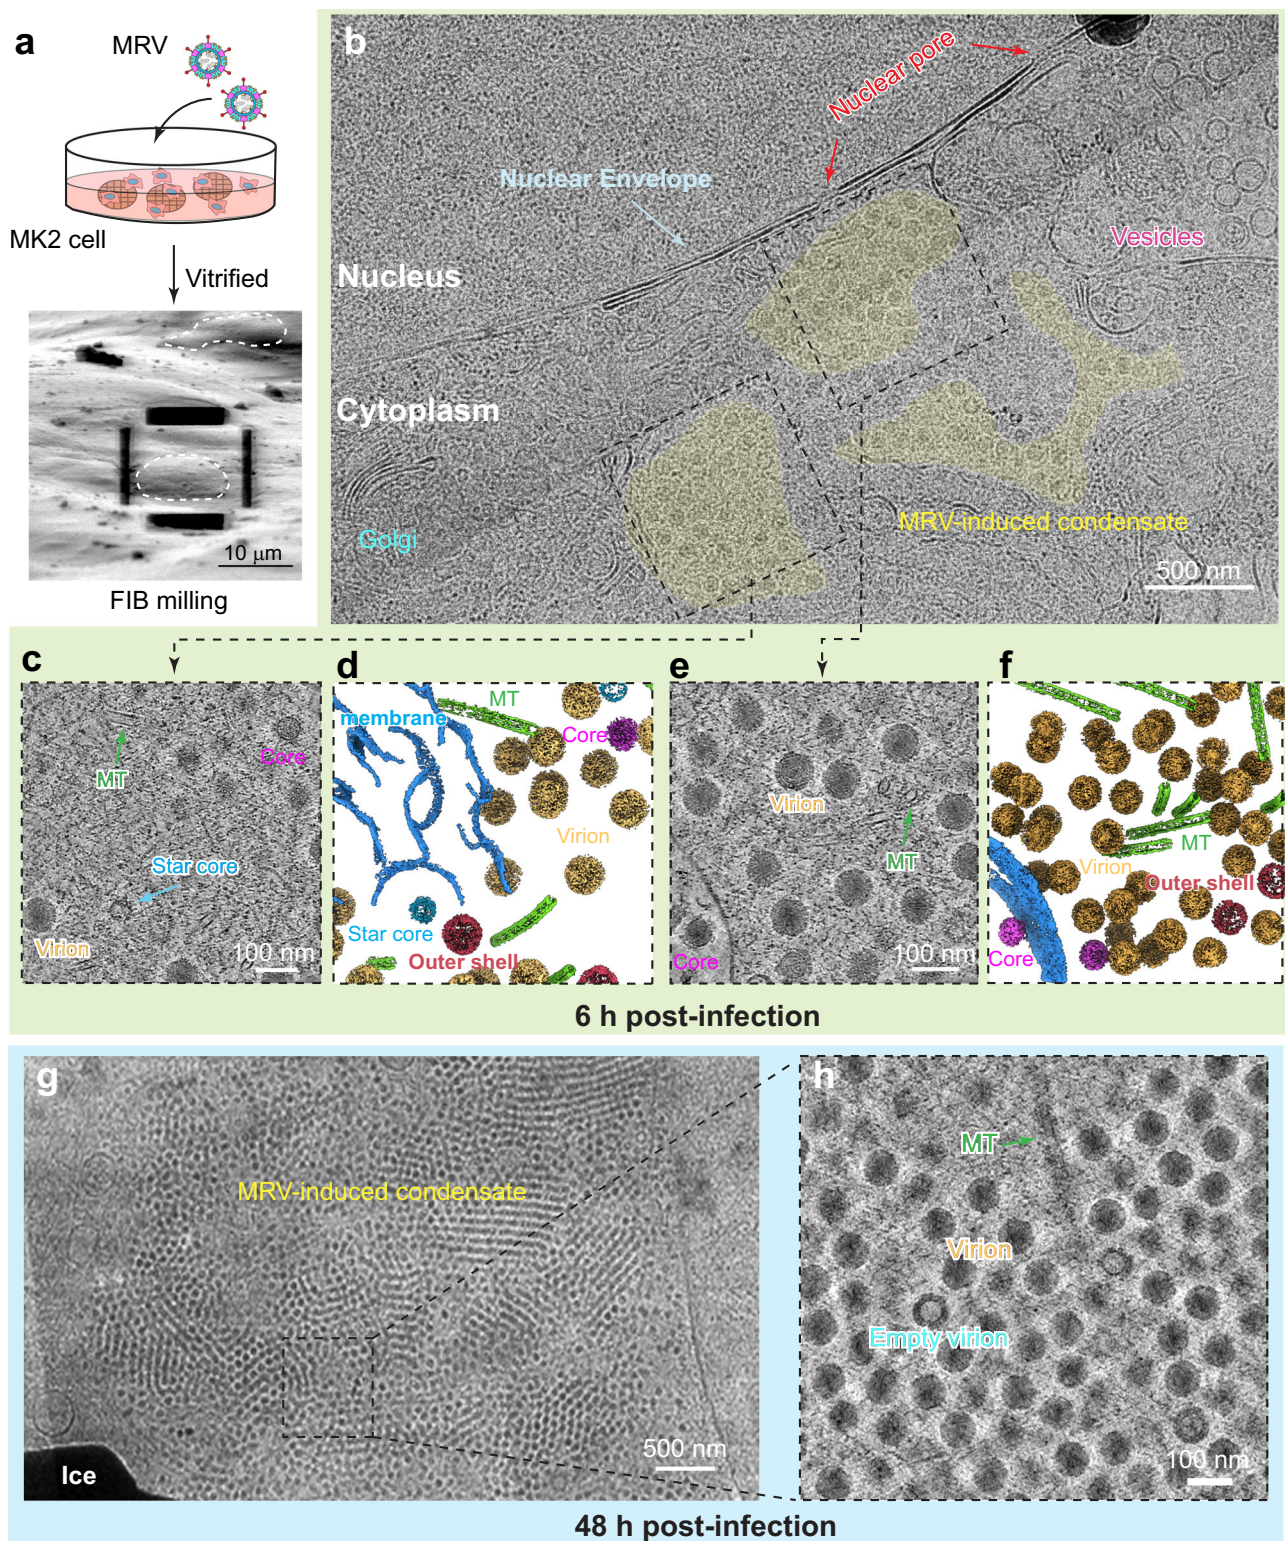 a
MRV
MK2 cell
Vitrified
10 μm
FIB milling
b
Nuclear pore
Nuclear Envelope
Vesicles
Nucleus
Cytoplasm
Golgi
MRV-induced condensate
500 nm
c
Core
MT
Star core
Virion
100 nm
d
MT
membrane
Core
Virion
Star core
Outer shell
e
Virion
MT
Core
100 nm
f
MT
Virion
Outer shell
Core
6 h post-infection
g
MRV-induced condensate
500 nm
Ice
h
MT
Virion
Empty virion
100 nm
48 h post-infection